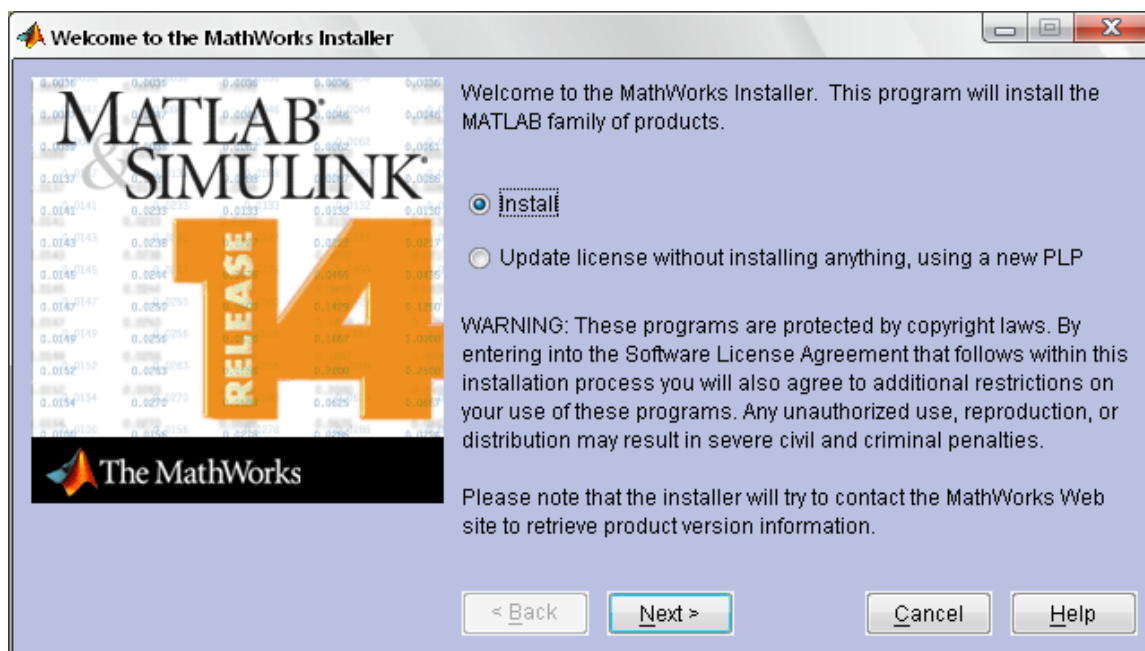 Welcome to the MathWorks Installer
MATLAB®
& SIMULINK®
RELEASE
14
The MathWorks
Welcome to the MathWorks Installer. This program will install the
MATLAB family of products.
Install
Update license without installing anything, using a new PLP
WARNING: These programs are protected by copyright laws. By
entering into the Software License Agreement that follows within this
installation process you will also agree to additional restrictions on
your use of these programs. Any unauthorized use, reproduction, or
distribution may result in severe civil and criminal penalties.
Please note that the installer will try to contact the MathWorks Web
site to retrieve product version information.
< Back
Next >
Cancel
Help